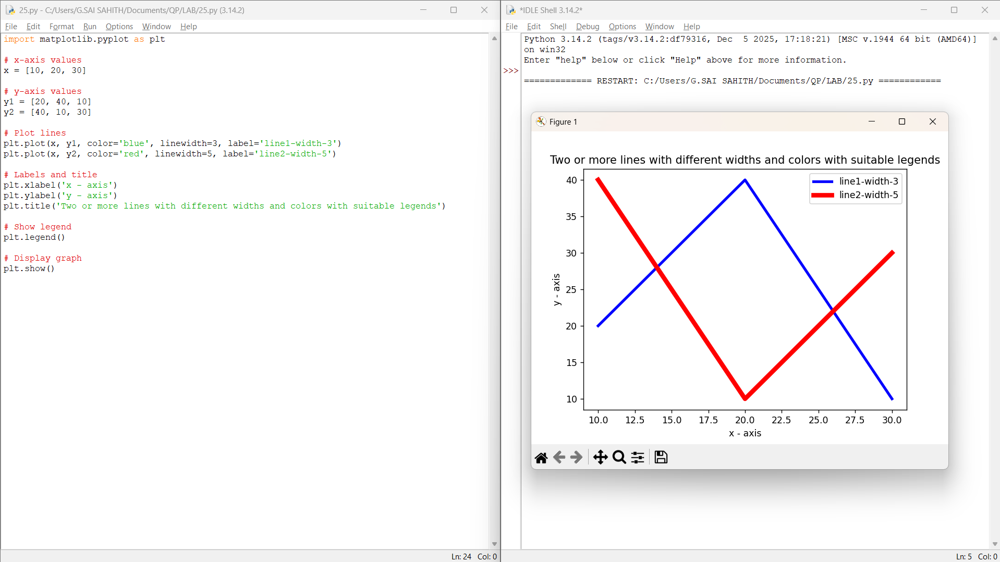 25.py - C:/Users/G.SAI SAHITH/Documents/QP/LAB/25.py (3.14.2)
File Edit Format Run Options Window Help
import matplotlib.pyplot as plt
# x-axis values
x = [10, 20, 30]
# y-axis values
y1 = [20, 40, 10]
y2 = [40, 10, 30]
# Plot lines
plt.plot(x, y1, color='blue', linewidth=3, label='line1-width-3')
plt.plot(x, y2, color='red', linewidth=5, label='line2-width-5')
# Labels and title
plt.xlabel('x - axis')
plt.ylabel('y - axis')
plt.title('Two or more lines with different widths and colors with suitable legends')
# Show legend
plt.legend()
# Display graph
plt.show()
Ln: 24 Col: 0
*IDLE Shell 3.14.2*
File Edit Shell Debug Options Window Help
Python 3.14.2 (tags/v3.14.2:df79316, Dec  5 2025, 17:18:21) [MSC v.1944 64 bit (AMD64)]
on win32
Enter "help" below or click "Help" above for more information.
>>>
============= RESTART: C:/Users/G.SAI SAHITH/Documents/QP/LAB/25.py ============
Figure 1
Two or more lines with different widths and colors with suitable legends
line1-width-3
line2-width-5
40
35
30
25
20
15
10
y - axis
10.0 12.5 15.0 17.5 20.0 22.5 25.0 27.5 30.0
x - axis
Ln: 5 Col: 0